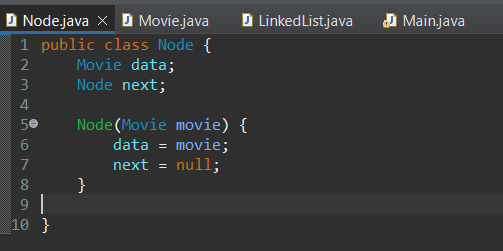 Node.java Movie.java LinkedList.java Main.java
1 public class Node {
2     Movie data;
3     Node next;
4
5     Node(Movie movie) {
6         data = movie;
7         next = null;
8     }
9
10 }